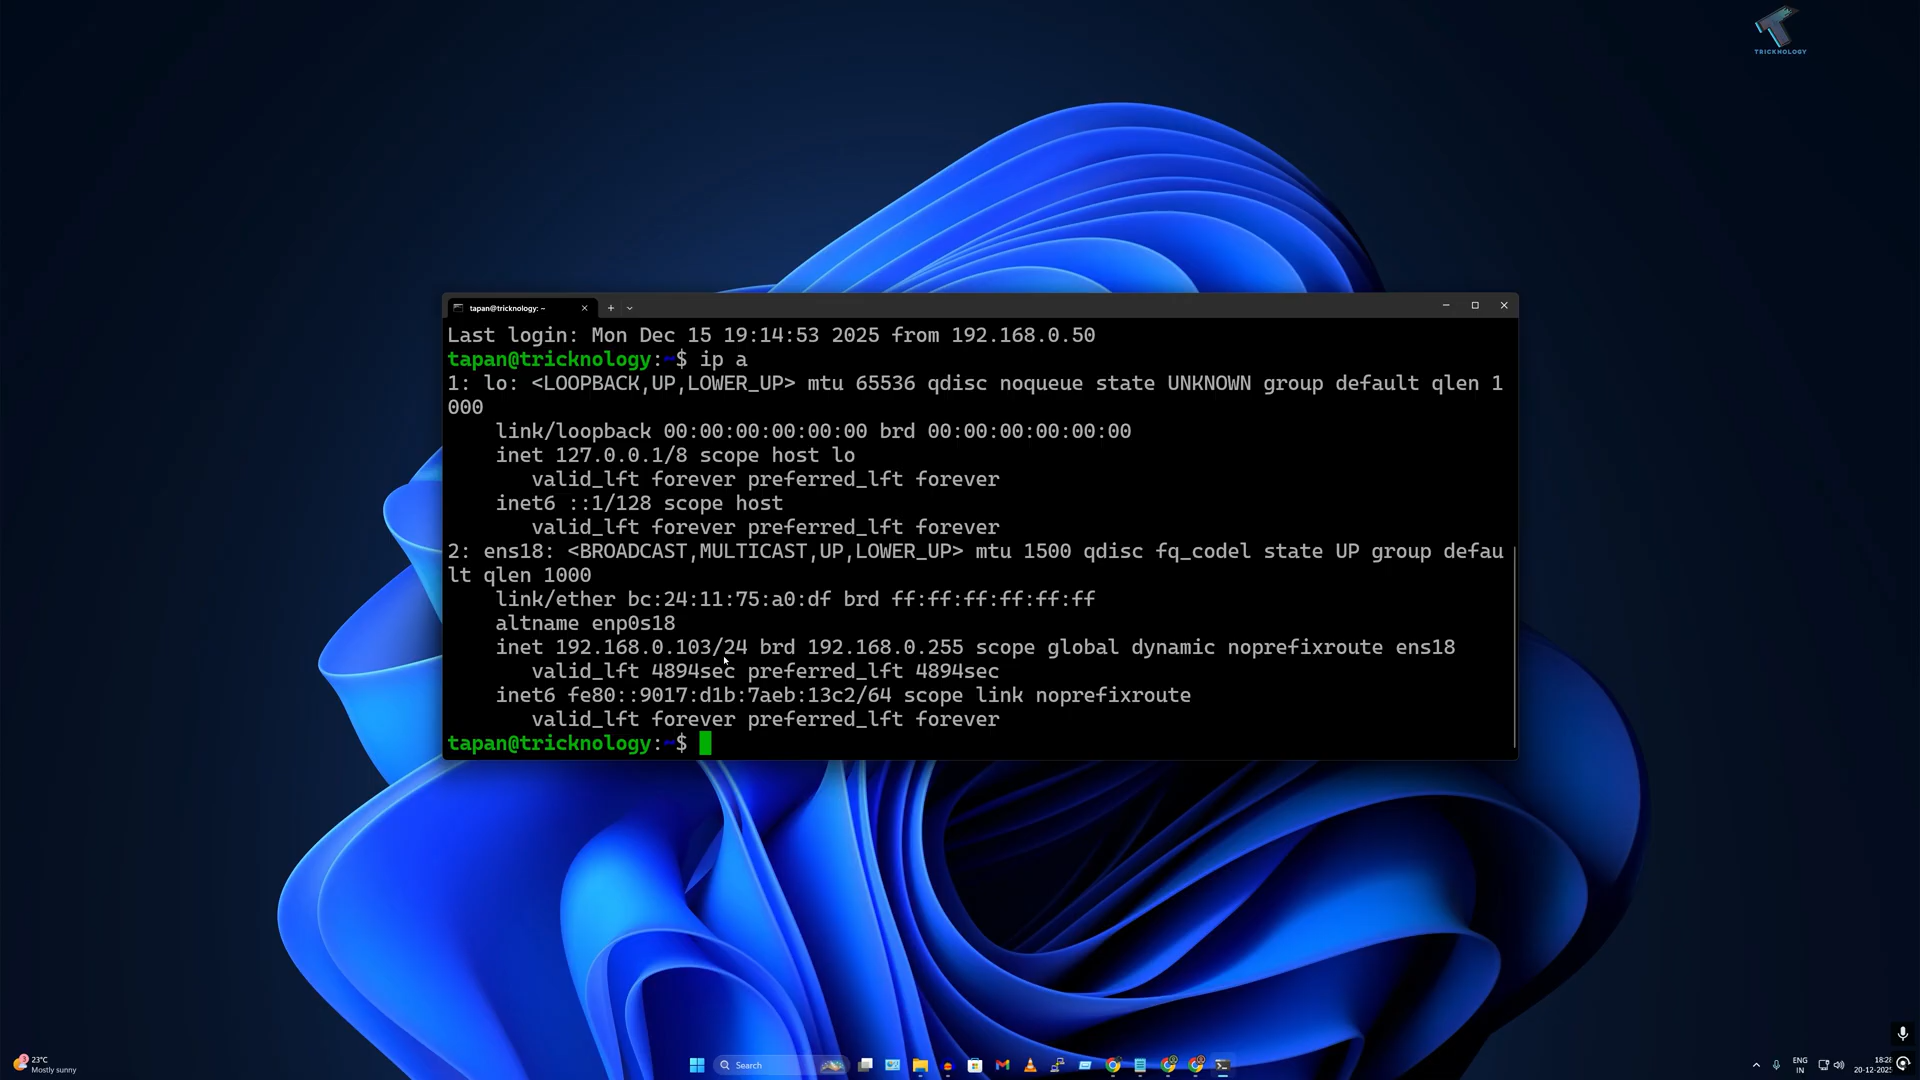 TRICKNOLOGY
tapan@tricknology: ~
Last login: Mon Dec 15 19:14:53 2025 from 192.168.0.50
tapan@tricknology:~$ ip a
1: lo: <LOOPBACK,UP,LOWER_UP> mtu 65536 qdisc noqueue state UNKNOWN group default qlen 1
000
link/loopback 00:00:00:00:00:00 brd 00:00:00:00:00:00
inet 127.0.0.1/8 scope host lo
valid_lft forever preferred_lft forever
inet6 ::1/128 scope host
valid_lft forever preferred_lft forever
2: ens18: <BROADCAST,MULTICAST,UP,LOWER_UP> mtu 1500 qdisc fq_codel state UP group defau
lt qlen 1000
link/ether bc:24:11:75:a0:df brd ff:ff:ff:ff:ff:ff
altname enp0s18
inet 192.168.0.103/24 brd 192.168.0.255 scope global dynamic noprefixroute ens18
valid_lft 4894sec preferred_lft 4894sec
inet6 fe80::9017:d1b:7aeb:13c2/64 scope link noprefixroute
valid_lft forever preferred_lft forever
tapan@tricknology:~$
3
23°C
Mostly sunny
Search
ENG
IN
18:28
20-12-2025